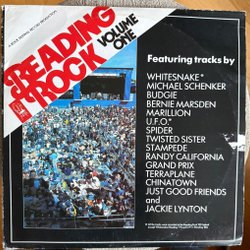 READING
ROCK
VOLUME
ONE
Featuring tracks by
WHITESNAKE*
MICHAEL SCHENKER
BUDGIE
BERNIE MARSDEN
MARILLION
U.F.O.*
SPIDER
TWISTED SISTER
STAMPEDE
RANDY CALIFORNIA
GRAND PRIX
TERRAPLANE
CHINATOWN
JUST GOOD FRIENDS
and
JACKIE LYNTON